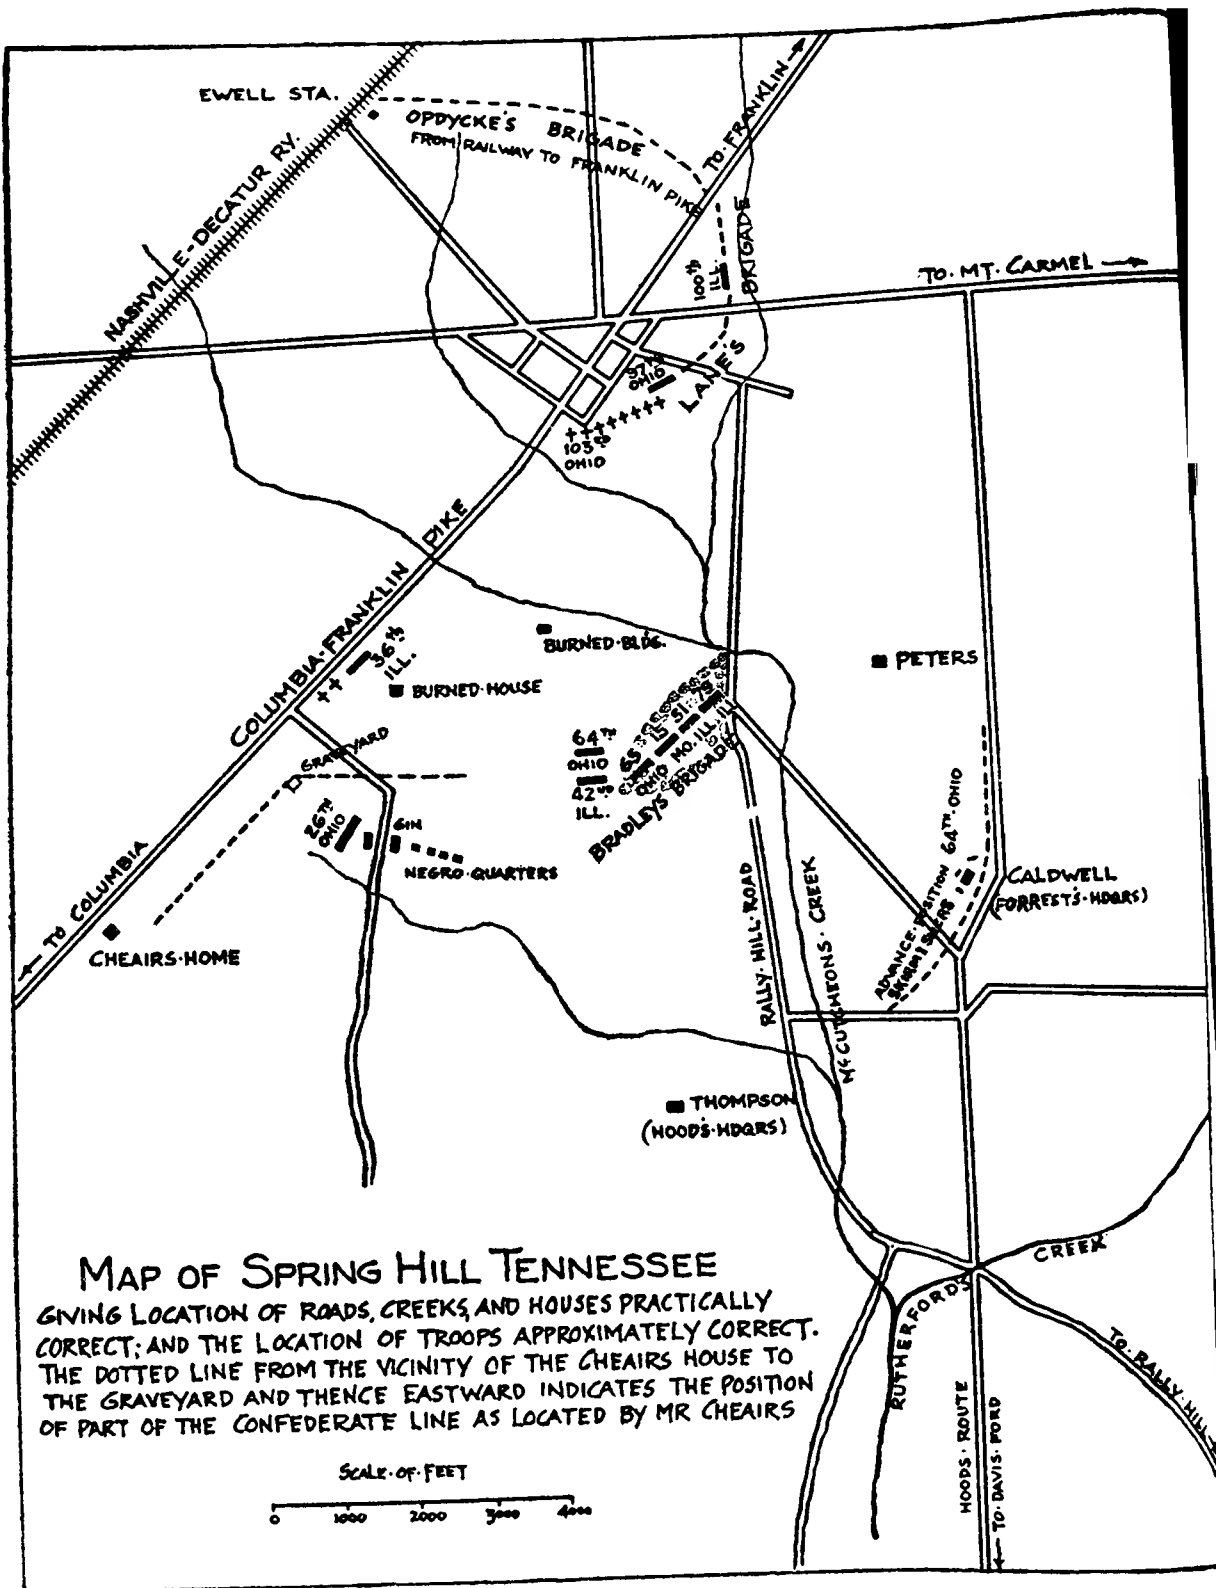 EWELL STA.
OPDYCKE'S BRIGADE
FROM RAILWAY TO FRANKLIN PIKE
TO·FRANKLIN
NASHVILLE-DECATUR RY.
100TH
ILL.
LANE'S BRIGADE
TO·MT. CARMEL
97TH
OHIO
103RD
OHIO
COLUMBIA·FRANKLIN PIKE
36TH
ILL.
BURNED·BLDG.
BURNED·HOUSE
PETERS
GRAVEYARD
64TH
OHIO
42ND
ILL.
65 15 51 79
OHIO MO. ILL. ILL
BRADLEYS BRIGADE
26TH
OHIO
GIN
NEGRO·QUARTERS
TO·COLUMBIA
CHEAIRS·HOME
RALLY·HILL·ROAD
McCUTCHEONS·CREEK
ADVANCE·POSITION 64TH·OHIO
SKIRMISHERS
CALDWELL
(FORREST'S·HDQRS)
THOMPSON
(HOOD'S·HDQRS)
MAP OF SPRING HILL TENNESSEE
GIVING LOCATION OF ROADS, CREEKS, AND HOUSES PRACTICALLY
CORRECT; AND THE LOCATION OF TROOPS APPROXIMATELY CORRECT.
THE DOTTED LINE FROM THE VICINITY OF THE CHEAIRS HOUSE TO
THE GRAVEYARD AND THENCE EASTWARD INDICATES THE POSITION
OF PART OF THE CONFEDERATE LINE AS LOCATED BY MR CHEAIRS
SCALE·OF·FEET
0 1000 2000 3000 4000
RUTHERFORDS CREEK
HOODS·ROUTE
TO·DAVIS·FORD
TO·RALLY·HILL